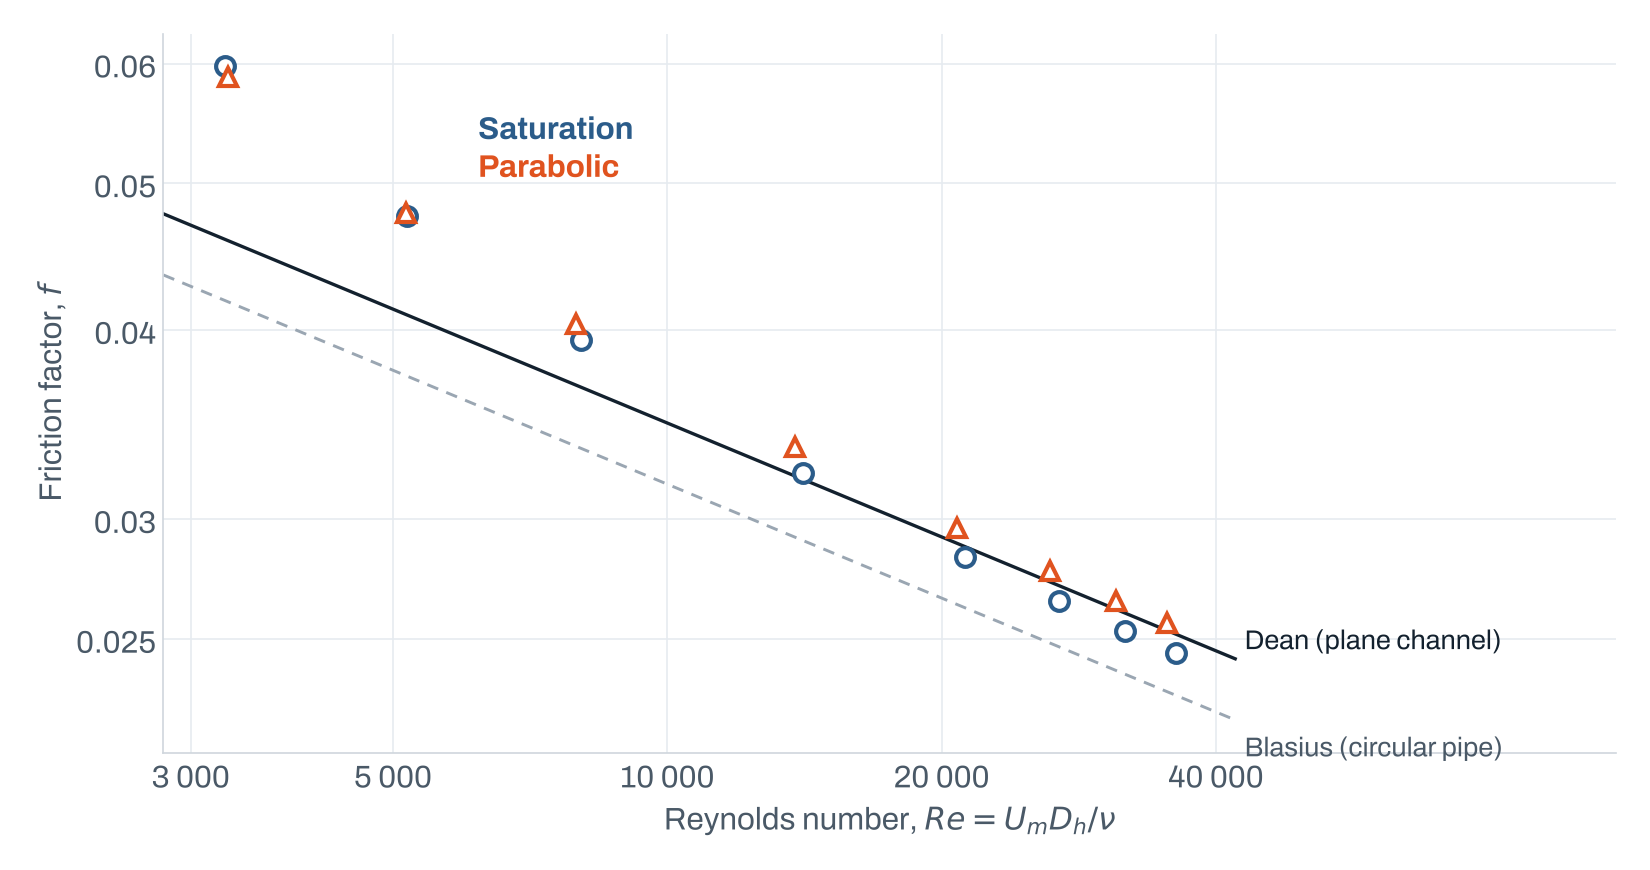 0.06
Saturation
Parabolic
0.05
0.04
0.03
0.025
Friction factor, f
Dean (plane channel)
Blasius (circular pipe)
3 000 5 000 10 000 20 000 40 000
Reynolds number, Re = UₘDₕ/ν